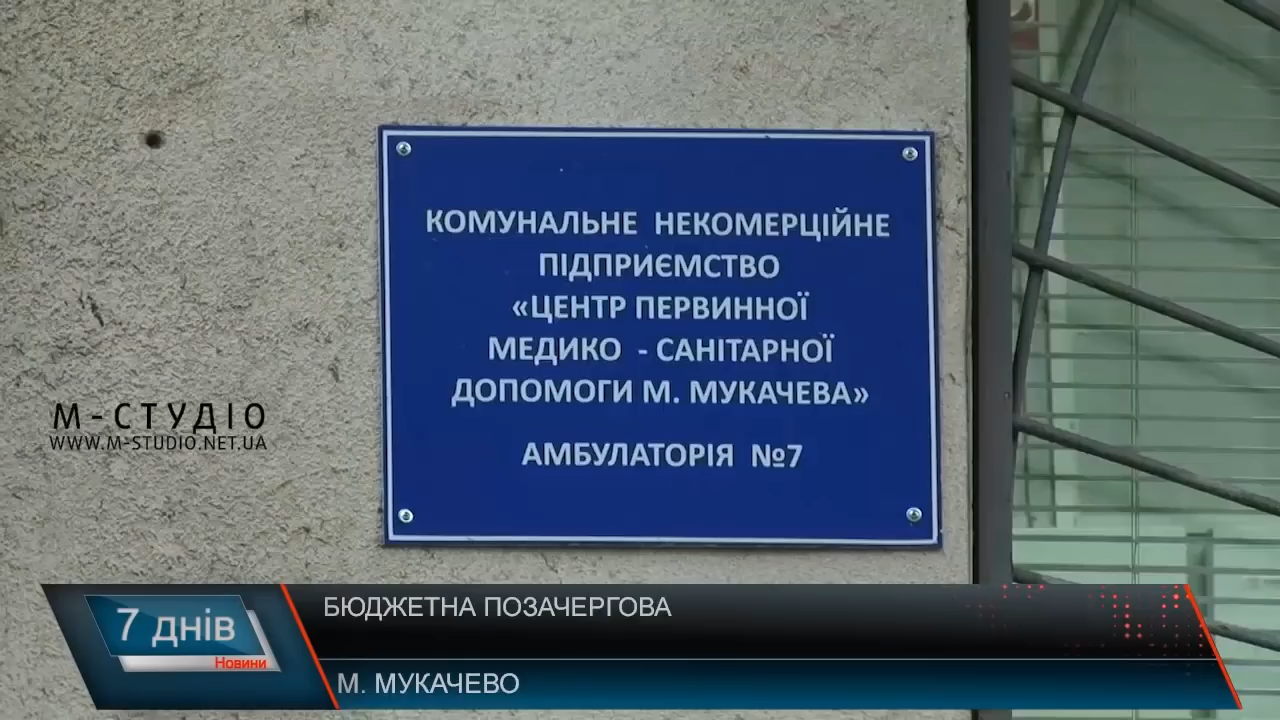 КОМУНАЛЬНЕ НЕКОМЕРЦІЙНЕ
ПІДПРИЄМСТВО
«ЦЕНТР ПЕРВИННОЇ
МЕДИКО - САНІТАРНОЇ
ДОПОМОГИ М. МУКАЧЕВА»
АМБУЛАТОРІЯ №7
М-СТУДІО
WWW.M-STUDIO.NET.UA
7 днів
Новини
БЮДЖЕТНА ПОЗАЧЕРГОВА
М. МУКАЧЕВО